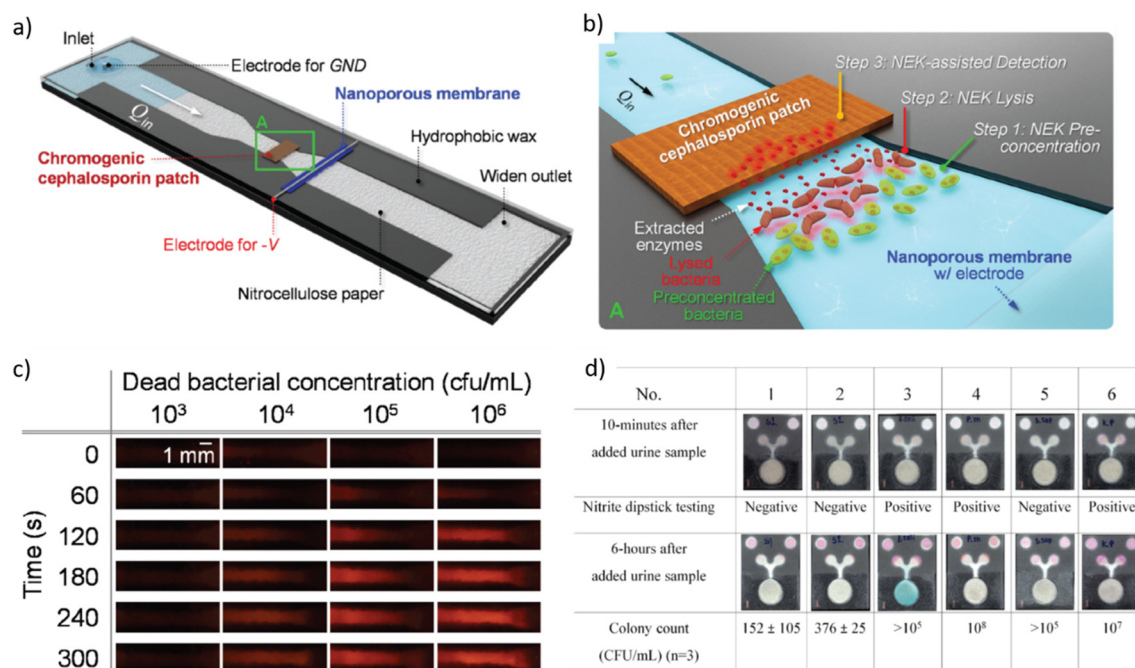 a)
Inlet
Electrode for GND
Qin
Nanoporous membrane
A
Hydrophobic wax
Chromogenic
cephalosporin patch
Widen outlet
Electrode for -V
Nitrocellulose paper
b)
Step 3: NEK-assisted Detection
Qin
Step 2: NEK Lysis
Chromogenic
cephalosporin patch
Step 1: NEK Pre-
concentration
Extracted
enzymes
Lysed
bacteria
Preconcentrated
bacteria
Nanoporous membrane
w/ electrode
A
c)
Dead bacterial concentration (cfu/mL)
10³ 10⁴ 10⁵ 10⁶
Time (s)
0
1 mm
60
120
180
240
300
d)
No. 1 2 3 4 5 6
10-minutes after
added urine sample
Nitrite dipstick testing Negative Negative Positive Positive Negative Positive
6-hours after
added urine sample
Colony count
(CFU/mL) (n=3)
152 ± 105 376 ± 25 >10⁵ 10⁸ >10⁵ 10⁷